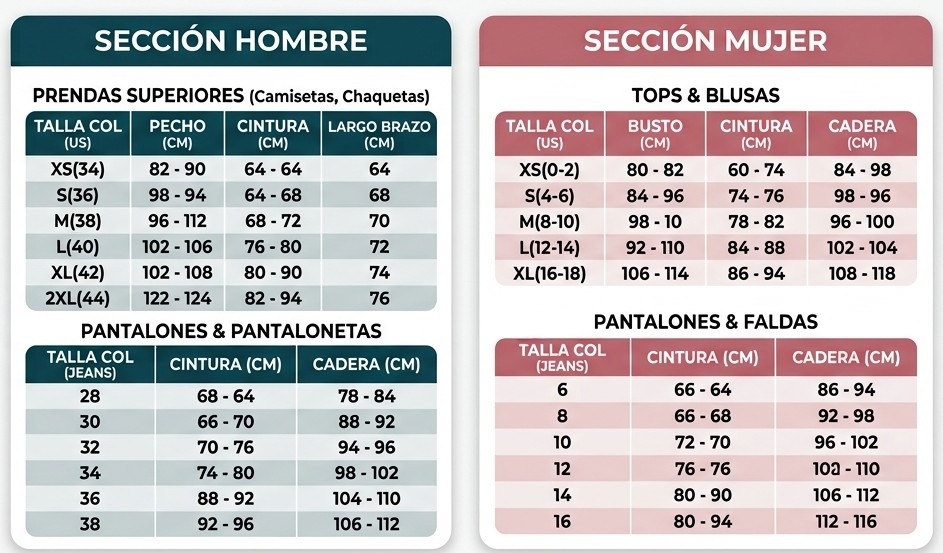 SECCIÓN HOMBRE
PRENDAS SUPERIORES (Camisetas, Chaquetas)
TALLA COL (US) PECHO (CM) CINTURA (CM) LARGO BRAZO (CM)
XS(34) 82 - 90 64 - 64 64
S(36) 98 - 94 64 - 68 68
M(38) 96 - 112 68 - 72 70
L(40) 102 - 106 76 - 80 72
XL(42) 102 - 108 80 - 90 74
2XL(44) 122 - 124 82 - 94 76
PANTALONES & PANTALONETAS
TALLA COL (JEANS) CINTURA (CM) CADERA (CM)
28 68 - 64 78 - 84
30 66 - 70 88 - 92
32 70 - 76 94 - 96
34 74 - 80 98 - 102
36 88 - 92 104 - 110
38 92 - 96 106 - 112
SECCIÓN MUJER
TOPS & BLUSAS
TALLA COL (US) BUSTO (CM) CINTURA (CM) CADERA (CM)
XS(0-2) 80 - 82 60 - 74 84 - 98
S(4-6) 84 - 96 74 - 76 98 - 96
M(8-10) 98 - 10 78 - 82 96 - 100
L(12-14) 92 - 110 84 - 88 102 - 104
XL(16-18) 106 - 114 86 - 94 108 - 118
PANTALONES & FALDAS
TALLA COL (JEANS) CINTURA (CM) CADERA (CM)
6 66 - 64 86 - 94
8 66 - 68 92 - 98
10 72 - 70 96 - 102
12 76 - 76 - 110
14 80 - 90 106 - 112
16 80 - 94 112 - 116